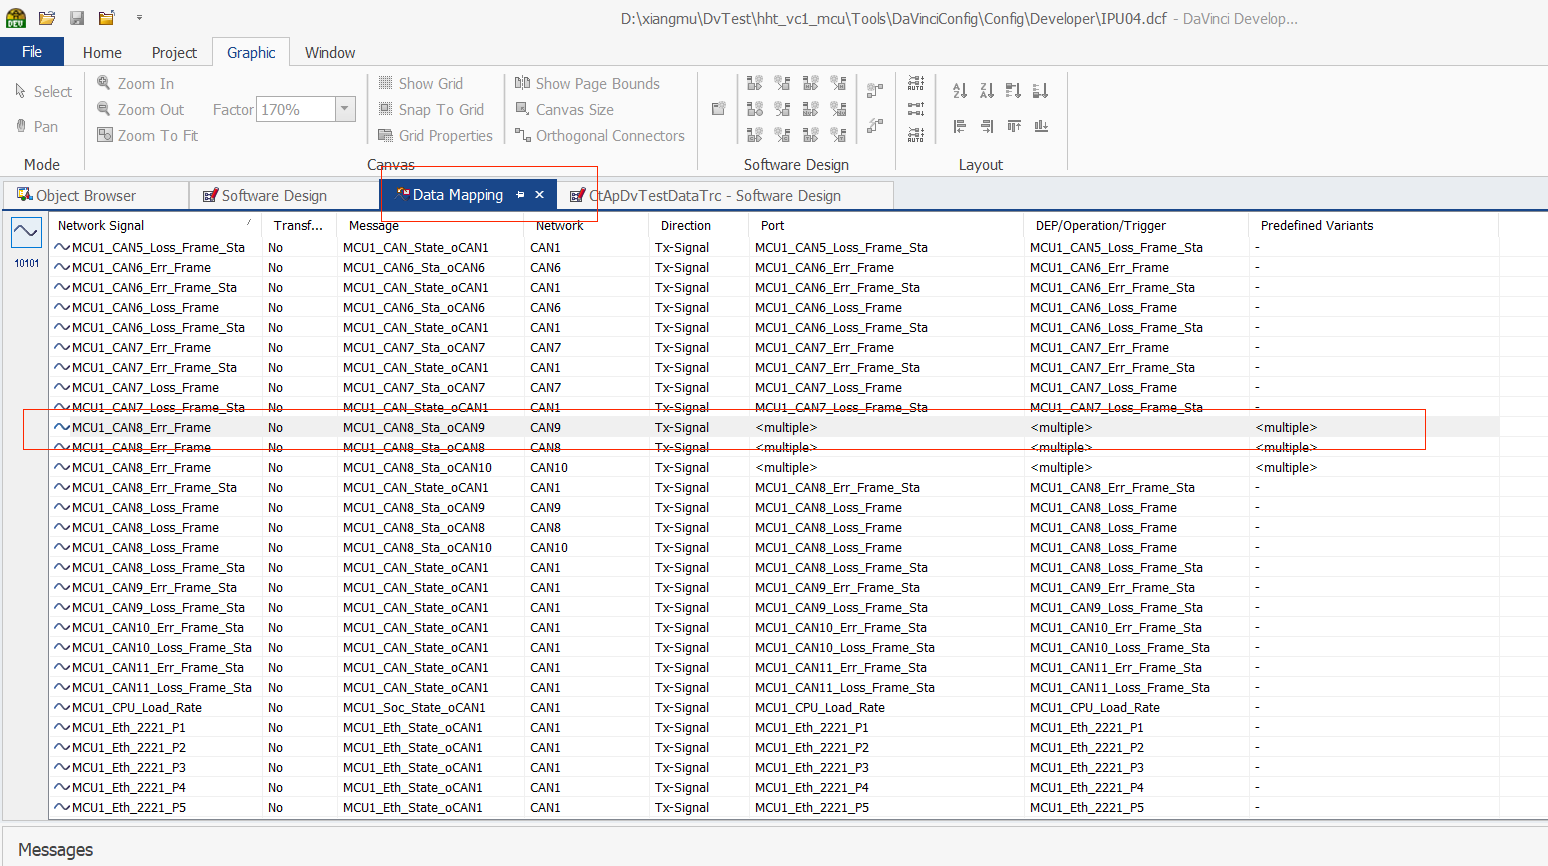 D:\xiangmu\DvTest\hht_vc1_mcu\Tools\DaVinciConfig\Config\Developer\IPU04.dcf - DaVinci Develop...
File Home Project Graphic Window
Select Zoom In Show Grid Show Page Bounds
Zoom Out Factor 170% Snap To Grid Canvas Size
Pan Zoom To Fit Grid Properties Orthogonal Connectors
Mode Canvas Software Design Layout
Object Browser Software Design Data Mapping CtApDvTestDataTrc - Software Design
Network Signal Transf... Message Network Direction Port DEP/Operation/Trigger Predefined Variants
MCU1_CAN5_Loss_Frame_Sta No MCU1_CAN_State_oCAN1 CAN1 Tx-Signal MCU1_CAN5_Loss_Frame_Sta MCU1_CAN5_Loss_Frame_Sta -
10101 MCU1_CAN6_Err_Frame No MCU1_CAN6_Sta_oCAN6 CAN6 Tx-Signal MCU1_CAN6_Err_Frame MCU1_CAN6_Err_Frame -
MCU1_CAN6_Err_Frame_Sta No MCU1_CAN_State_oCAN1 CAN1 Tx-Signal MCU1_CAN6_Err_Frame_Sta MCU1_CAN6_Err_Frame_Sta -
MCU1_CAN6_Loss_Frame No MCU1_CAN6_Sta_oCAN6 CAN6 Tx-Signal MCU1_CAN6_Loss_Frame MCU1_CAN6_Loss_Frame -
MCU1_CAN6_Loss_Frame_Sta No MCU1_CAN_State_oCAN1 CAN1 Tx-Signal MCU1_CAN6_Loss_Frame_Sta MCU1_CAN6_Loss_Frame_Sta -
MCU1_CAN7_Err_Frame No MCU1_CAN7_Sta_oCAN7 CAN7 Tx-Signal MCU1_CAN7_Err_Frame MCU1_CAN7_Err_Frame -
MCU1_CAN7_Err_Frame_Sta No MCU1_CAN_State_oCAN1 CAN1 Tx-Signal MCU1_CAN7_Err_Frame_Sta MCU1_CAN7_Err_Frame_Sta -
MCU1_CAN7_Loss_Frame No MCU1_CAN7_Sta_oCAN7 CAN7 Tx-Signal MCU1_CAN7_Loss_Frame MCU1_CAN7_Loss_Frame -
MCU1_CAN7_Loss_Frame_Sta No MCU1_CAN_State_oCAN1 CAN1 Tx-Signal MCU1_CAN7_Loss_Frame_Sta MCU1_CAN7_Loss_Frame_Sta -
MCU1_CAN8_Err_Frame No MCU1_CAN8_Sta_oCAN9 CAN9 Tx-Signal <multiple> <multiple> <multiple>
MCU1_CAN8_Err_Frame No MCU1_CAN8_Sta_oCAN8 CAN8 Tx-Signal <multiple> <multiple> <multiple>
MCU1_CAN8_Err_Frame No MCU1_CAN8_Sta_oCAN10 CAN10 Tx-Signal <multiple> <multiple> <multiple>
MCU1_CAN8_Err_Frame_Sta No MCU1_CAN_State_oCAN1 CAN1 Tx-Signal MCU1_CAN8_Err_Frame_Sta MCU1_CAN8_Err_Frame_Sta -
MCU1_CAN8_Loss_Frame No MCU1_CAN8_Sta_oCAN9 CAN9 Tx-Signal MCU1_CAN8_Loss_Frame MCU1_CAN8_Loss_Frame -
MCU1_CAN8_Loss_Frame No MCU1_CAN8_Sta_oCAN8 CAN8 Tx-Signal MCU1_CAN8_Loss_Frame MCU1_CAN8_Loss_Frame -
MCU1_CAN8_Loss_Frame No MCU1_CAN8_Sta_oCAN10 CAN10 Tx-Signal MCU1_CAN8_Loss_Frame MCU1_CAN8_Loss_Frame -
MCU1_CAN8_Loss_Frame_Sta No MCU1_CAN_State_oCAN1 CAN1 Tx-Signal MCU1_CAN8_Loss_Frame_Sta MCU1_CAN8_Loss_Frame_Sta -
MCU1_CAN9_Err_Frame_Sta No MCU1_CAN_State_oCAN1 CAN1 Tx-Signal MCU1_CAN9_Err_Frame_Sta MCU1_CAN9_Err_Frame_Sta -
MCU1_CAN9_Loss_Frame_Sta No MCU1_CAN_State_oCAN1 CAN1 Tx-Signal MCU1_CAN9_Loss_Frame_Sta MCU1_CAN9_Loss_Frame_Sta -
MCU1_CAN10_Err_Frame_Sta No MCU1_CAN_State_oCAN1 CAN1 Tx-Signal MCU1_CAN10_Err_Frame_Sta MCU1_CAN10_Err_Frame_Sta -
MCU1_CAN10_Loss_Frame_Sta No MCU1_CAN_State_oCAN1 CAN1 Tx-Signal MCU1_CAN10_Loss_Frame_Sta MCU1_CAN10_Loss_Frame_Sta -
MCU1_CAN11_Err_Frame_Sta No MCU1_CAN_State_oCAN1 CAN1 Tx-Signal MCU1_CAN11_Err_Frame_Sta MCU1_CAN11_Err_Frame_Sta -
MCU1_CAN11_Loss_Frame_Sta No MCU1_CAN_State_oCAN1 CAN1 Tx-Signal MCU1_CAN11_Loss_Frame_Sta MCU1_CAN11_Loss_Frame_Sta -
MCU1_CPU_Load_Rate No MCU1_Soc_State_oCAN1 CAN1 Tx-Signal MCU1_CPU_Load_Rate MCU1_CPU_Load_Rate -
MCU1_Eth_2221_P1 No MCU1_Eth_State_oCAN1 CAN1 Tx-Signal MCU1_Eth_2221_P1 MCU1_Eth_2221_P1 -
MCU1_Eth_2221_P2 No MCU1_Eth_State_oCAN1 CAN1 Tx-Signal MCU1_Eth_2221_P2 MCU1_Eth_2221_P2 -
MCU1_Eth_2221_P3 No MCU1_Eth_State_oCAN1 CAN1 Tx-Signal MCU1_Eth_2221_P3 MCU1_Eth_2221_P3 -
MCU1_Eth_2221_P4 No MCU1_Eth_State_oCAN1 CAN1 Tx-Signal MCU1_Eth_2221_P4 MCU1_Eth_2221_P4 -
MCU1_Eth_2221_P5 No MCU1_Eth_State_oCAN1 CAN1 Tx-Signal MCU1_Eth_2221_P5 MCU1_Eth_2221_P5 -
Messages